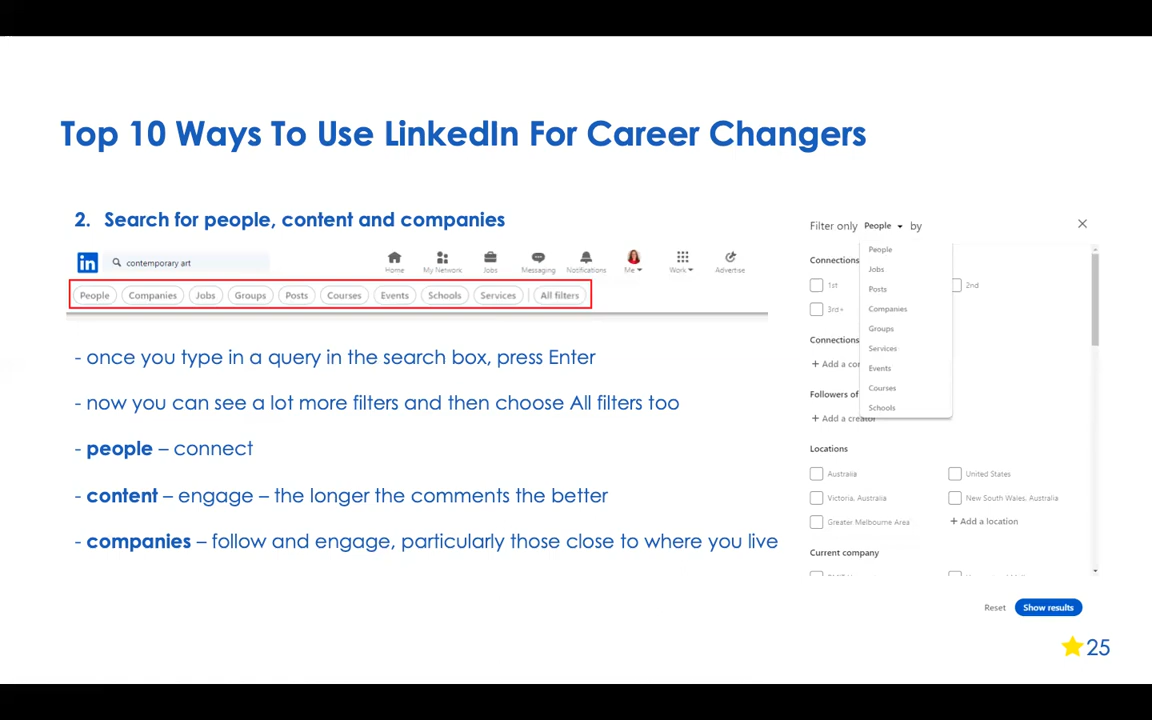 Top 10 Ways To Use LinkedIn For Career Changers
2. Search for people, content and companies
in contemporary art
Home My Network Jobs Messaging Notifications Me Work Advertise
People Companies Jobs Groups Posts Courses Events Schools Services All filters
- once you type in a query in the search box, press Enter
- now you can see a lot more filters and then choose All filters too
- people – connect
- content – engage – the longer the comments the better
- companies – follow and engage, particularly those close to where you live
Filter only People by
People
Jobs
Posts
Companies
Groups
Services
Events
Courses
Schools
Connections
1st 2nd
3rd+
Connections
+ Add a
Followers of
+ Add a creator
Locations
Australia United States
Victoria, Australia New South Wales, Australia
Greater Melbourne Area + Add a location
Current company
Reset Show results
25